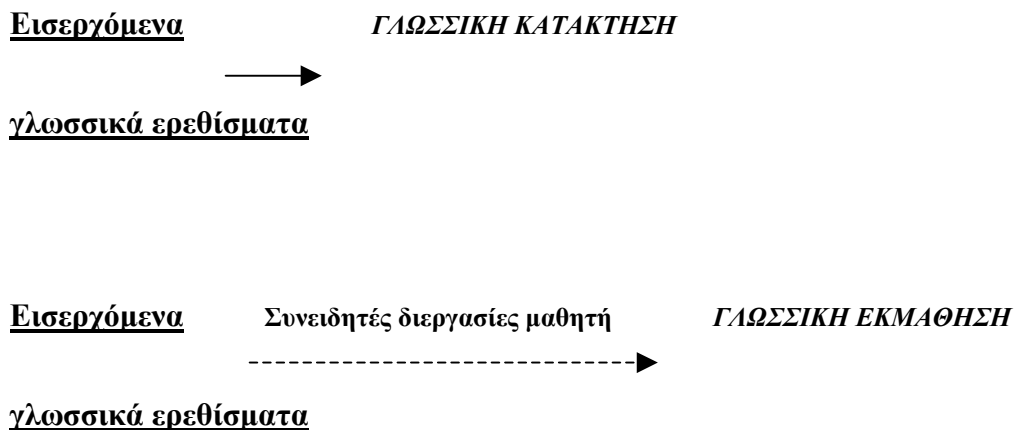 Εισερχόμενα ΓΛΩΣΣΙΚΗ ΚΑΤΑΚΤΗΣΗ
γλωσσικά ερεθίσματα
Εισερχόμενα Συνειδητές διεργασίες μαθητή ΓΛΩΣΣΙΚΗ ΕΚΜΑΘΗΣΗ
γλωσσικά ερεθίσματα